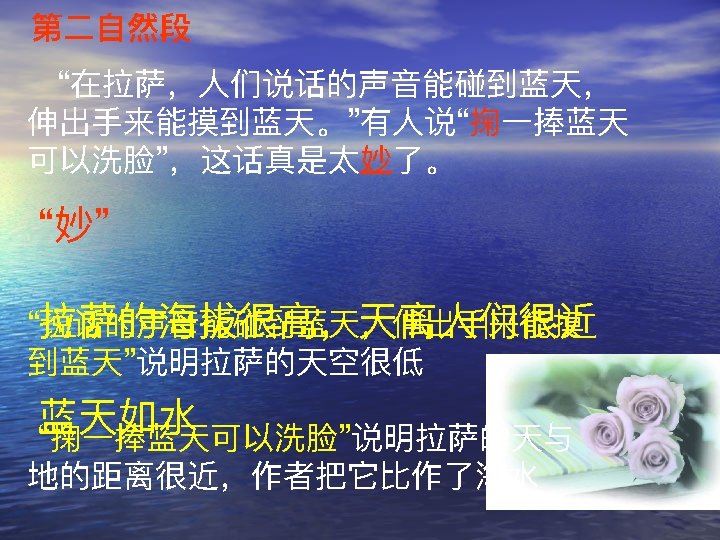 第二自然段
“在拉萨，人们说话的声音能碰到蓝天，
伸出手来能摸到蓝天。”有人说“掬一捧蓝天
可以洗脸”，这话真是太妙了。
“妙”
拉萨的海拔很高，天离人们很近
“说话的声音能碰到蓝天，伸出手来能摸
到蓝天”说明拉萨的天空很低
蓝天如水
“掬一捧蓝天可以洗脸”说明拉萨的天与
地的距离很近，作者把它比作了水